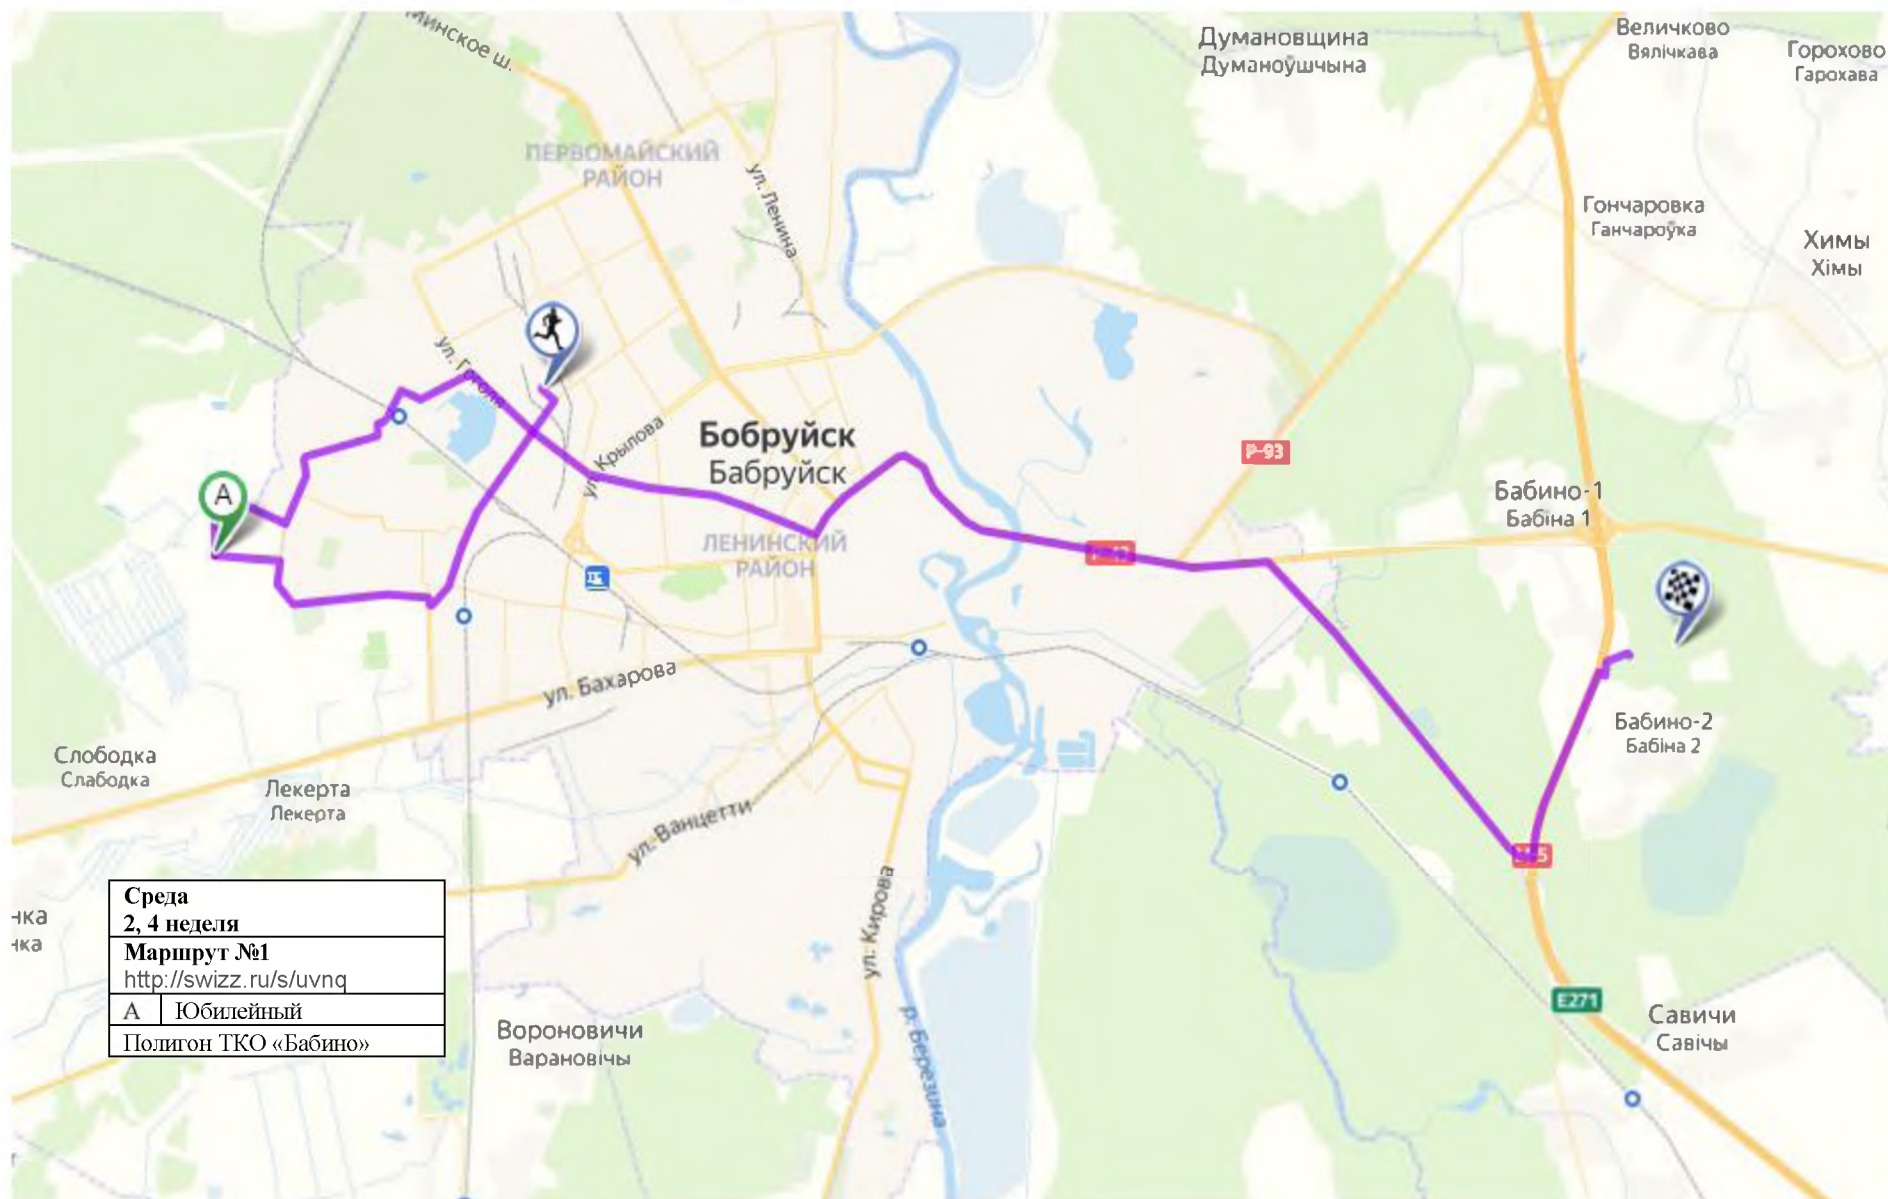 Минское ш.
Думановщина
Думаноўшчына
Величково
Вялічкава
Горохово
Гарохава
ПЕРВОМАЙСКИЙ
РАЙОН
ул. Ленина
Гончаровка
Ганчароўка
Химы
Хімы
ул. Гоголя
ул. Крылова
Бобруйск
Бабруйск
Р-93
A
Бабино-1
Бабіна 1
ЛЕНИНСКИЙ
РАЙОН
ул. Бахарова
Бабино-2
Бабіна 2
Слободка
Слабодка
Лекерта
Лекерта
ул. Ванцетти
ул. Кирова
нка
нка
Среда
2, 4 неделя
Маршрут №1
http://swizz.ru/s/uvnq
А Юбилейный
Полигон ТКО «Бабино»
E271
Савичи
Савічы
Вороновичи
Варановічы
р. Березина